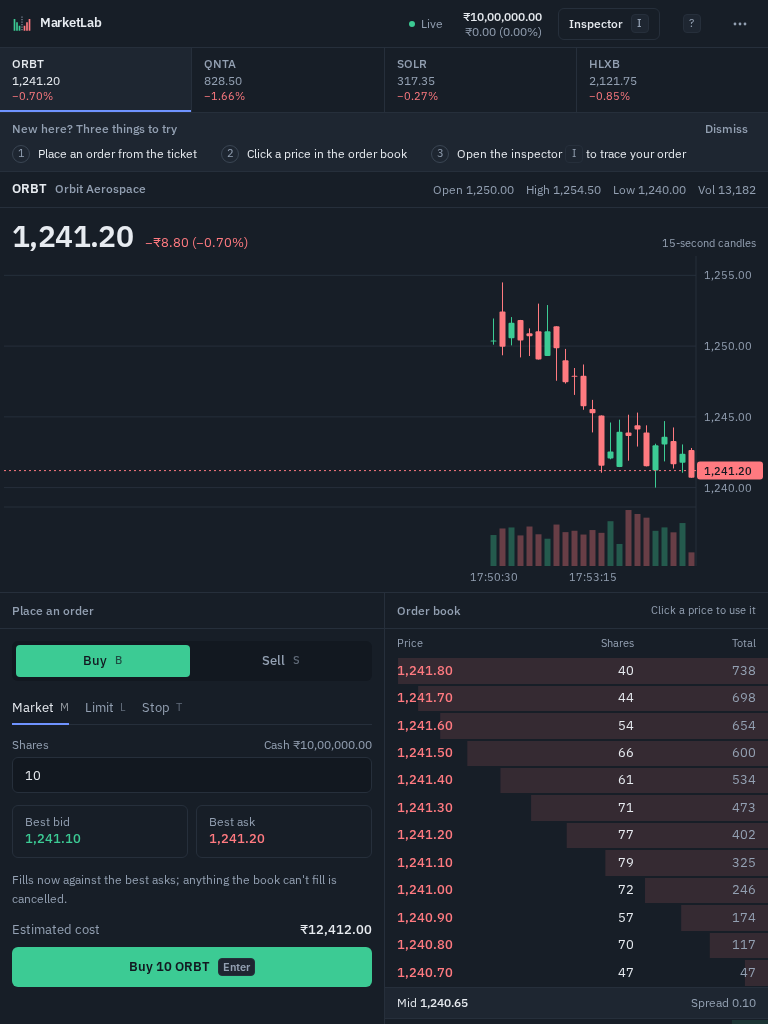 MarketLab
Live
₹10,00,000.00
₹0.00 (0.00%)
Inspector I
?
ORBT
1,241.20
−0.70%
QNTA
828.50
−1.66%
SOLR
317.35
−0.27%
HLXB
2,121.75
−0.85%
New here? Three things to try
Dismiss
1 Place an order from the ticket
2 Click a price in the order book
3 Open the inspector I to trace your order
ORBT Orbit Aerospace
Open 1,250.00 High 1,254.50 Low 1,240.00 Vol 13,182
1,241.20 −₹8.80 (−0.70%)
15-second candles
1,255.00
1,250.00
1,245.00
1,241.20
1,240.00
17:50:30 17:53:15
Place an order
Buy B
Sell S
Market M
Limit L
Stop T
Shares
Cash ₹10,00,000.00
10
Best bid
1,241.10
Best ask
1,241.20
Fills now against the best asks; anything the book can't fill is
cancelled.
Estimated cost
₹12,412.00
Buy 10 ORBT Enter
Order book
Click a price to use it
Price Shares Total
1,241.80 40 738
1,241.70 44 698
1,241.60 54 654
1,241.50 66 600
1,241.40 61 534
1,241.30 71 473
1,241.20 77 402
1,241.10 79 325
1,241.00 72 246
1,240.90 57 174
1,240.80 70 117
1,240.70 47 47
Mid 1,240.65
Spread 0.10